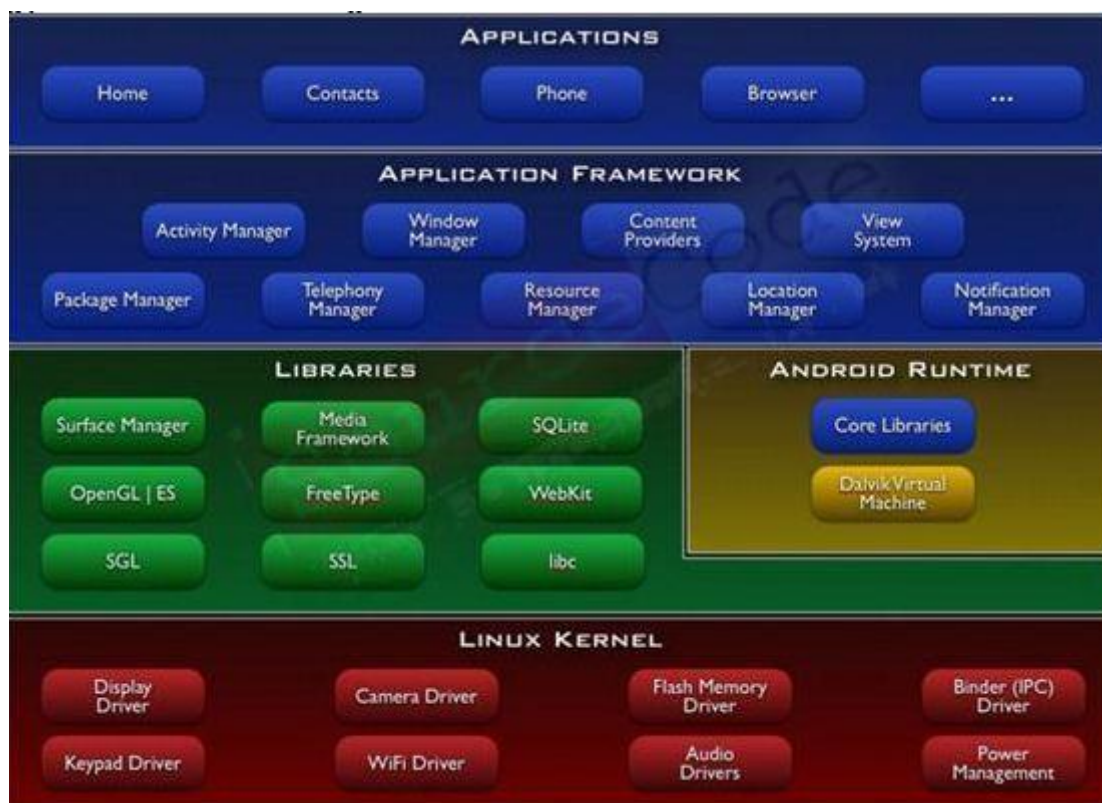 APPLICATIONS
Home
Contacts
Phone
Browser
...
APPLICATION FRAMEWORK
Activity Manager
Window
Manager
Content
Providers
View
System
Package Manager
Telephony
Manager
Resource
Manager
Location
Manager
Notification
Manager
LIBRARIES
Surface Manager
Media
Framework
SQLite
OpenGL | ES
FreeType
WebKit
SGL
SSL
libc
ANDROID RUNTIME
Core Libraries
Dalvik Virtual
Machine
LINUX KERNEL
Display
Driver
Camera Driver
Flash Memory
Driver
Binder (IPC)
Driver
Keypad Driver
WiFi Driver
Audio
Drivers
Power
Management